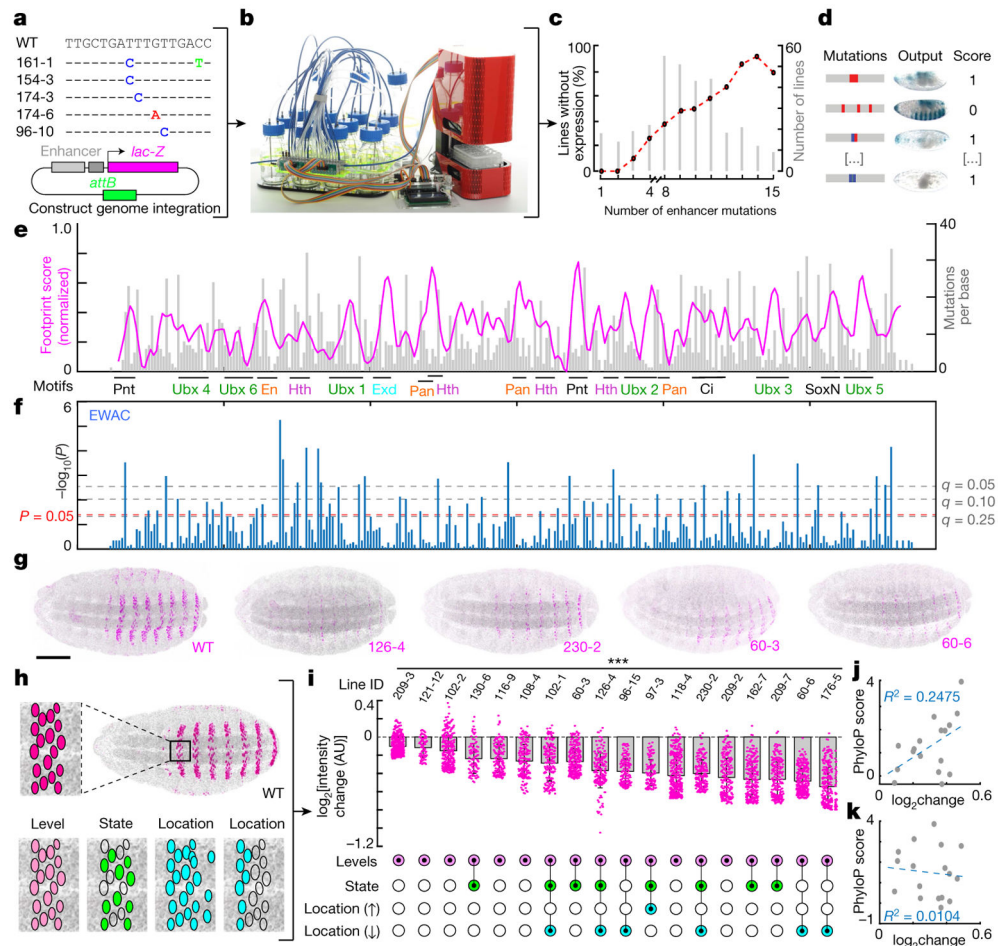 a
WT TTGCTGATTTGTTGACC
161-1 -------C-------T-
154-3 -------C---------
174-3 --------C--------
174-6 ----------A------
96-10 -----------C-----
Enhancer lac-Z
attB
Construct genome integration
b
c
Lines without expression (%)
100
0
60
0
Number of lines
1 4 8 15
Number of enhancer mutations
d
Mutations Output Score
1
0
1
[...] [...]
1
e
1.0
0
Footprint score (normalized)
40
20
0
Mutations per base
Motifs Pnt Ubx 4 Ubx 6 En Hth Ubx 1 Exd Pan Hth Pan Hth Pnt Hth Ubx 2 Pan Ci Ubx 3 SoxN Ubx 5
f
EWAC
6
0
–log10(P)
P = 0.05
q = 0.05
q = 0.10
q = 0.25
g
WT 126-4 230-2 60-3 60-6
h
WT
Level State Location Location
i
***
Line ID 209-3 121-12 102-2 130-6 116-9 108-4 102-1 60-3 126-4 96-15 97-3 118-4 230-2 209-2 162-7 209-7 60-6 176-5
0.4
0
–1.2
log2[intensity change (AU)]
Levels
State
Location (↑)
Location (↓)
j
R² = 0.2475
PhyloP score
4
0
0 0.6
log2change
k
4
–1
PhyloP score
R² = 0.0104
0 0.6
log2change